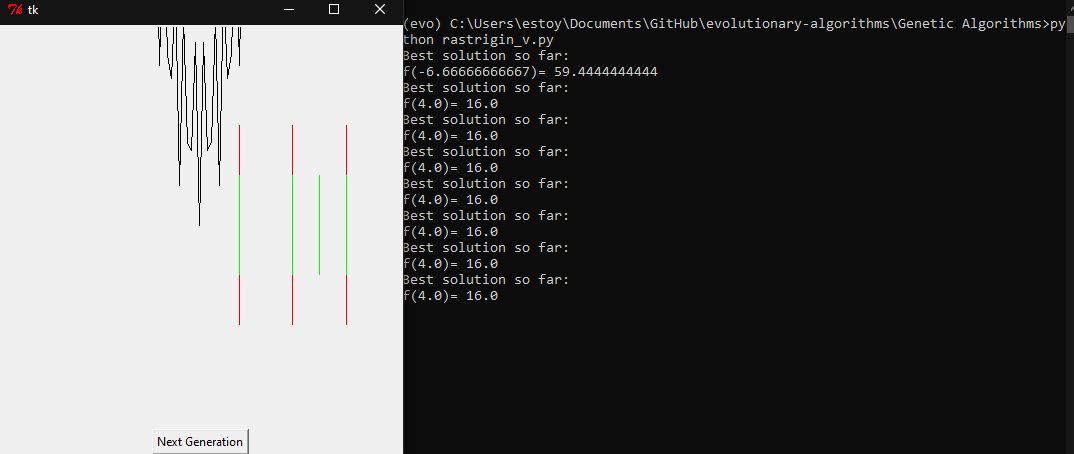 tk
Next Generation
(evo) C:\Users\estoy\Documents\GitHub\evolutionary-algorithms\Genetic Algorithms>py
thon rastrigin_v.py
Best solution so far:
f(-6.66666666667)= 59.4444444444
Best solution so far:
f(4.0)= 16.0
Best solution so far:
f(4.0)= 16.0
Best solution so far:
f(4.0)= 16.0
Best solution so far:
f(4.0)= 16.0
Best solution so far:
f(4.0)= 16.0
Best solution so far:
f(4.0)= 16.0
Best solution so far:
f(4.0)= 16.0